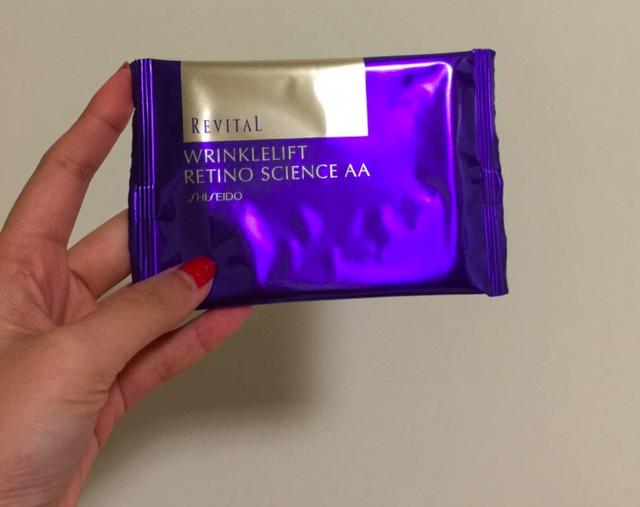 REVITAL
WRINKLELIFT
RETINO SCIENCE AA
SHISEIDO